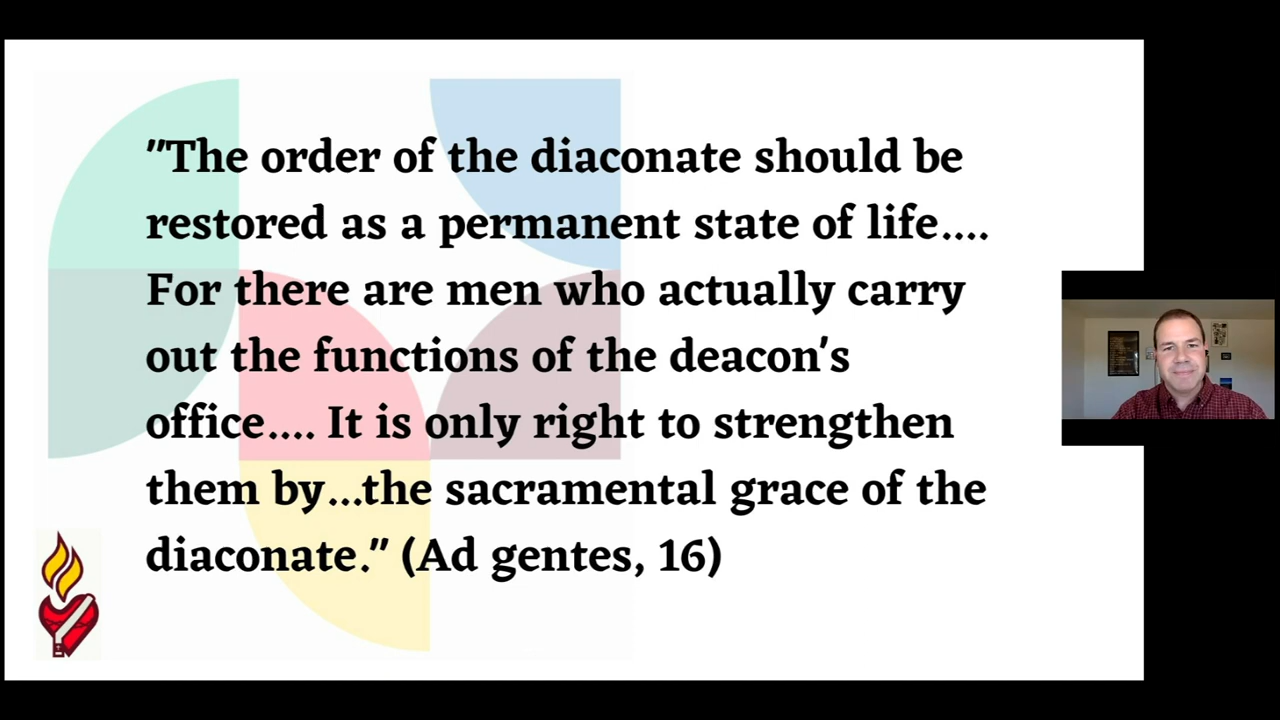 "The order of the diaconate should be
restored as a permanent state of life....
For there are men who actually carry
out the functions of the deacon's
office.... It is only right to strengthen
them by...the sacramental grace of the
diaconate." (Ad gentes, 16)